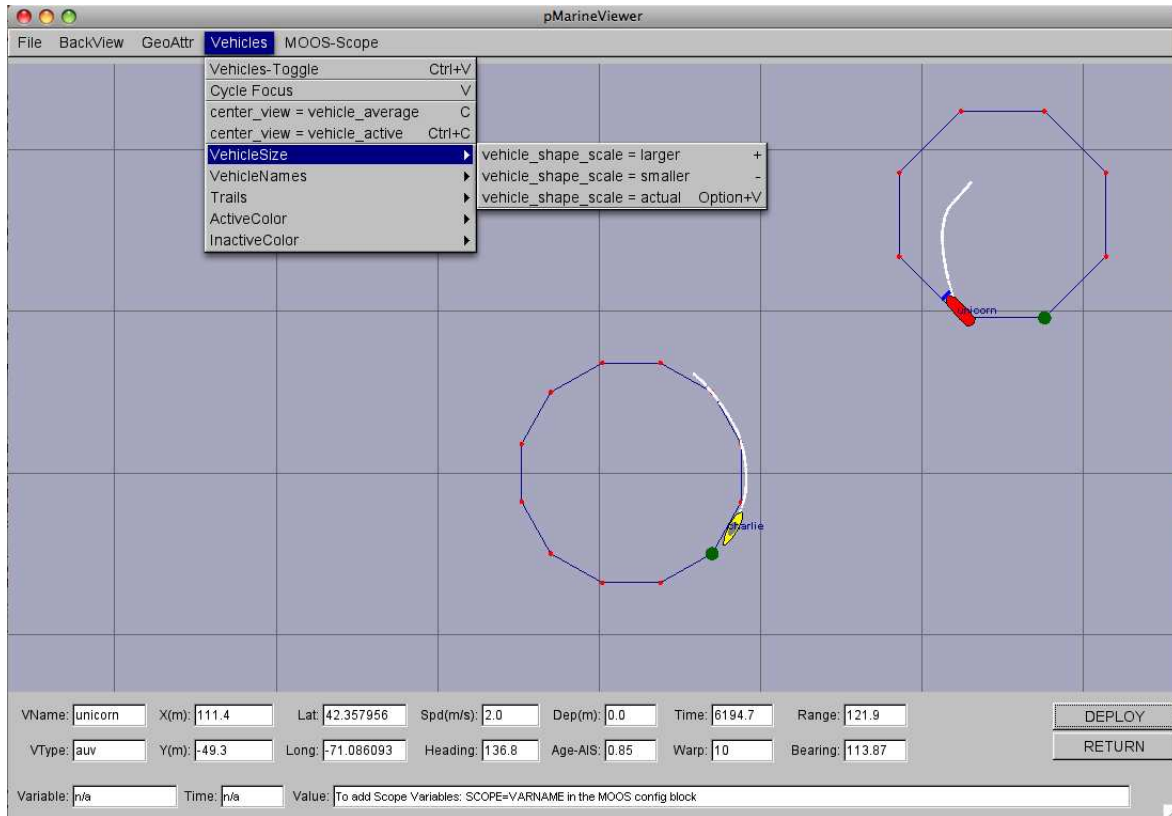 pMarineViewer
File BackView GeoAttr Vehicles MOOS-Scope
Vehicles-Toggle Ctrl+V
Cycle Focus V
center_view = vehicle_average C
center_view = vehicle_active Ctrl+C
VehicleSize
vehicle_shape_scale = larger +
VehicleNames
vehicle_shape_scale = smaller -
Trails
vehicle_shape_scale = actual Option+V
ActiveColor
InactiveColor
unicorn
charlie
VName: unicorn X(m): 111.4 Lat: 42.357956 Spd(m/s): 2.0 Dep(m): 0.0 Time: 6194.7 Range: 121.9 DEPLOY
VType: auv Y(m): -49.3 Long: -71.086093 Heading: 136.8 Age-AIS: 0.85 Warp: 10 Bearing: 113.87 RETURN
Variable: n/a Time: n/a Value: To add Scope Variables: SCOPE=VARNAME in the MOOS config block